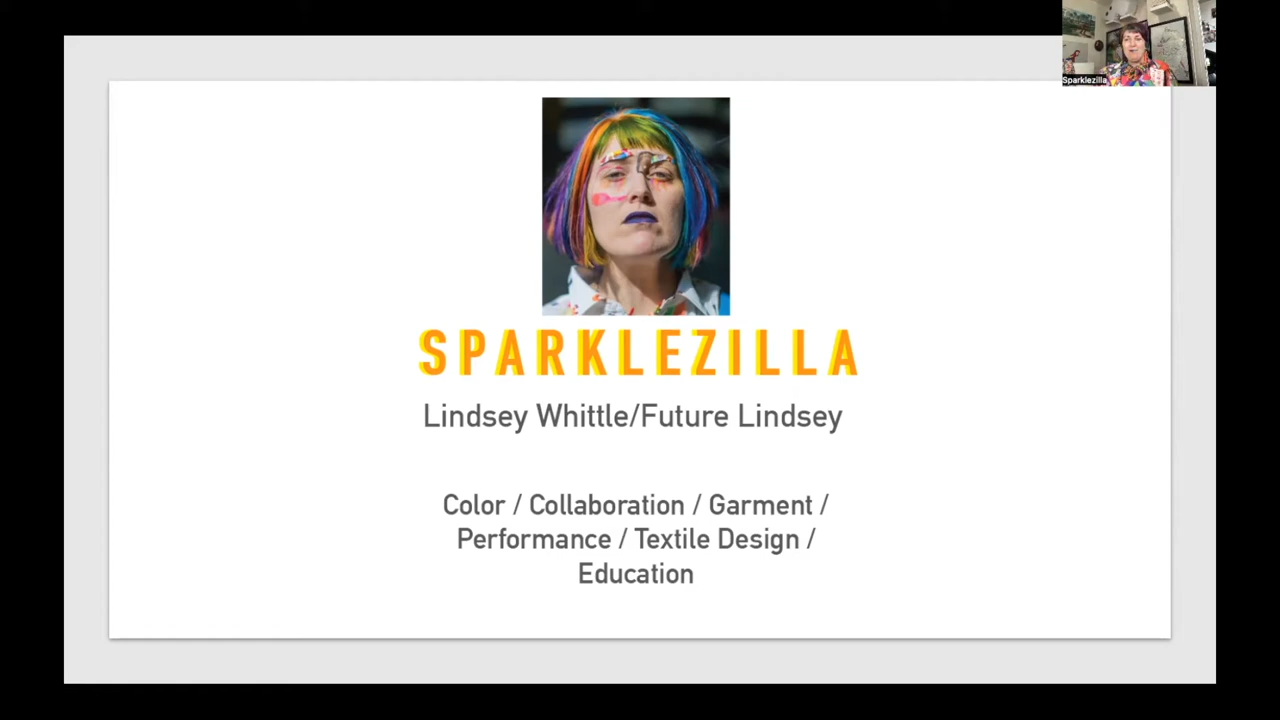 Sparklezilla
SPARKLEZILLA
Lindsey Whittle/Future Lindsey
Color / Collaboration / Garment /
Performance / Textile Design /
Education